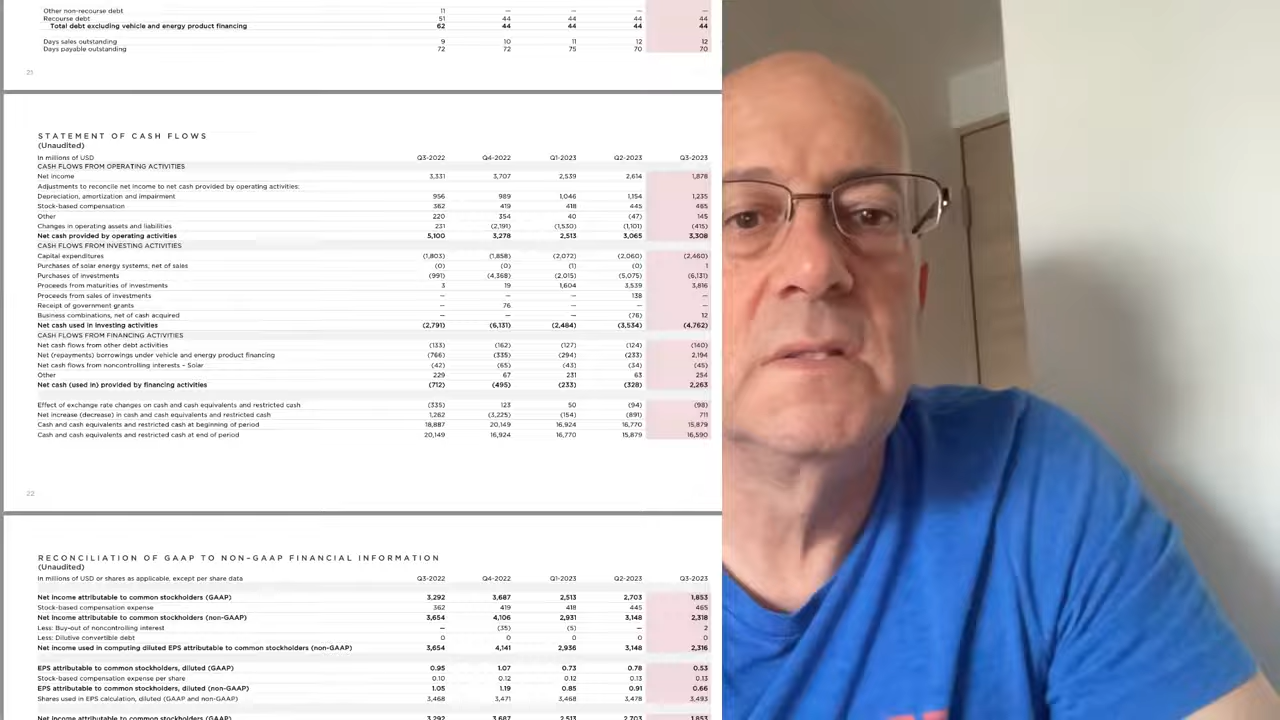 Other non-recourse debt 11 — — — —
Recourse debt 51 44 44 44 44
Total debt excluding vehicle and energy product financing 62 44 44 44 44
Days sales outstanding 9 10 11 12 12
Days payable outstanding 72 72 75 70 70
21
STATEMENT OF CASH FLOWS
(Unaudited)
In millions of USD Q3-2022 Q4-2022 Q1-2023 Q2-2023 Q3-2023
CASH FLOWS FROM OPERATING ACTIVITIES
Net income 3,331 3,707 2,539 2,614 1,878
Adjustments to reconcile net income to net cash provided by operating activities:
Depreciation, amortization and impairment 956 989 1,046 1,154 1,235
Stock-based compensation 362 419 418 445 465
Other 220 354 40 (47) 145
Changes in operating assets and liabilities 231 (2,191) (1,530) (1,101) (415)
Net cash provided by operating activities 5,100 3,278 2,513 3,065 3,308
CASH FLOWS FROM INVESTING ACTIVITIES
Capital expenditures (1,803) (1,858) (2,072) (2,060) (2,460)
Purchases of solar energy systems, net of sales (0) (0) (1) (0) 1
Purchases of investments (991) (4,368) (2,015) (5,075) (6,131)
Proceeds from maturities of investments 3 19 1,604 3,539 3,816
Proceeds from sales of investments — — — 138 —
Receipt of government grants — 76 — — —
Business combinations, net of cash acquired — — — (76) 12
Net cash used in investing activities (2,791) (6,131) (2,484) (3,534) (4,762)
CASH FLOWS FROM FINANCING ACTIVITIES
Net cash flows from other debt activities (133) (162) (127) (124) (140)
Net (repayments) borrowings under vehicle and energy product financing (766) (335) (294) (233) 2,194
Net cash flows from noncontrolling interests – Solar (42) (65) (43) (34) (45)
Other 229 67 231 63 254
Net cash (used in) provided by financing activities (712) (495) (233) (328) 2,263
Effect of exchange rate changes on cash and cash equivalents and restricted cash (335) 123 50 (94) (98)
Net increase (decrease) in cash and cash equivalents and restricted cash 1,262 (3,225) (154) (891) 711
Cash and cash equivalents and restricted cash at beginning of period 18,887 20,149 16,924 16,770 15,879
Cash and cash equivalents and restricted cash at end of period 20,149 16,924 16,770 15,879 16,590
22
RECONCILIATION OF GAAP TO NON–GAAP FINANCIAL INFORMATION
(Unaudited)
In millions of USD or shares as applicable, except per share data Q3-2022 Q4-2022 Q1-2023 Q2-2023 Q3-2023
Net income attributable to common stockholders (GAAP) 3,292 3,687 2,513 2,703 1,853
Stock-based compensation expense 362 419 418 445 465
Net income attributable to common stockholders (non-GAAP) 3,654 4,106 2,931 3,148 2,318
Less: Buy-out of noncontrolling interest — (35) (5) — 2
Less: Dilutive convertible debt 0 0 0 0 0
Net income used in computing diluted EPS attributable to common stockholders (non-GAAP) 3,654 4,141 2,936 3,148 2,316
EPS attributable to common stockholders, diluted (GAAP) 0.95 1.07 0.73 0.78 0.53
Stock-based compensation expense per share 0.10 0.12 0.12 0.13 0.13
EPS attributable to common stockholders, diluted (non-GAAP) 1.05 1.19 0.85 0.91 0.66
Shares used in EPS calculation, diluted (GAAP and non-GAAP) 3,468 3,471 3,468 3,478 3,493
Net income attributable to common stockholders (GAAP) 3,292 3,687 2,513 2,703 1,853